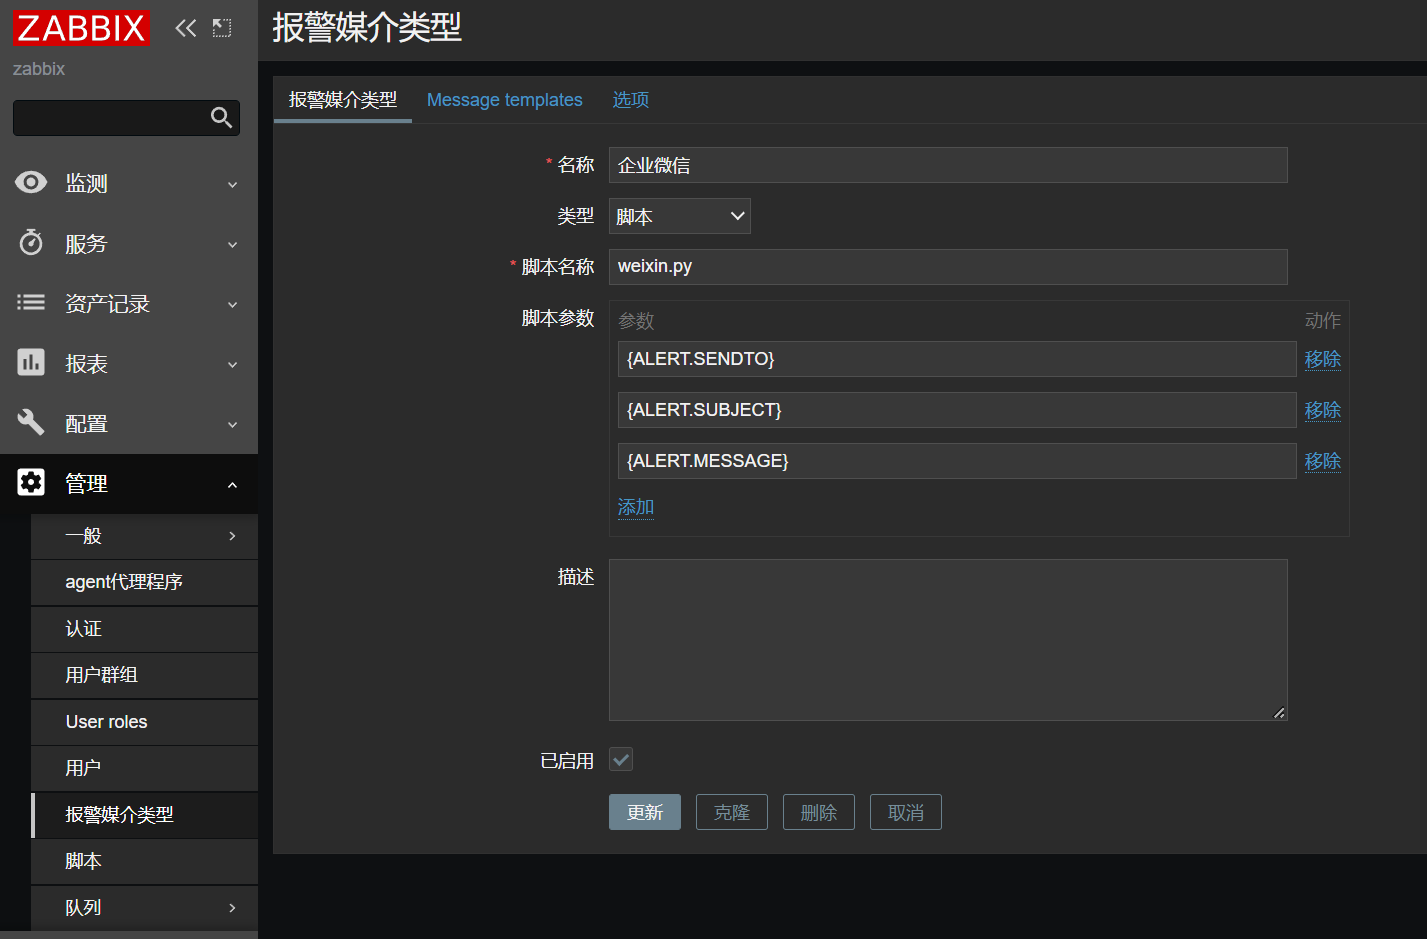 ZABBIX
zabbix
监测
服务
资产记录
报表
配置
管理
一般
agent代理程序
认证
用户群组
User roles
用户
报警媒介类型
脚本
队列
报警媒介类型
报警媒介类型 Message templates 选项
* 名称 企业微信
类型 脚本
* 脚本名称 weixin.py
脚本参数 参数 动作
{ALERT.SENDTO} 移除
{ALERT.SUBJECT} 移除
{ALERT.MESSAGE} 移除
添加
描述
已启用
更新 克隆 删除 取消